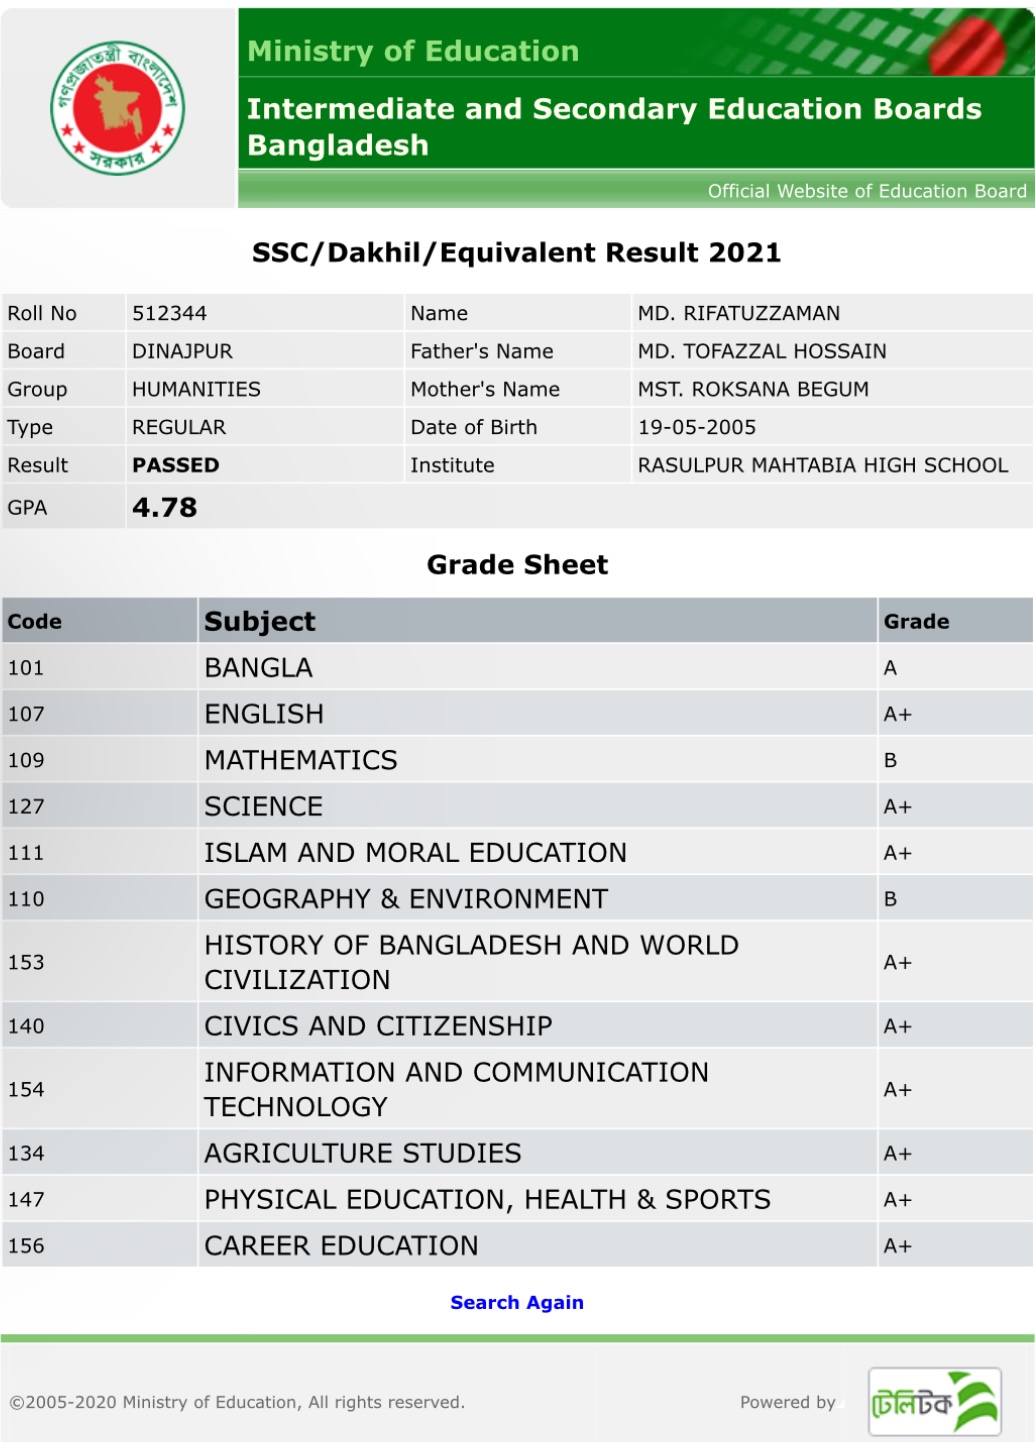 গণপ্রজাতন্ত্রী বাংলাদেশ
সরকার
Ministry of Education
Intermediate and Secondary Education Boards
Bangladesh
Official Website of Education Board
SSC/Dakhil/Equivalent Result 2021
Roll No 512344 Name MD. RIFATUZZAMAN
Board DINAJPUR Father's Name MD. TOFAZZAL HOSSAIN
Group HUMANITIES Mother's Name MST. ROKSANA BEGUM
Type REGULAR Date of Birth 19-05-2005
Result PASSED Institute RASULPUR MAHTABIA HIGH SCHOOL
GPA 4.78
Grade Sheet
Code Subject Grade
101 BANGLA A
107 ENGLISH A+
109 MATHEMATICS B
127 SCIENCE A+
111 ISLAM AND MORAL EDUCATION A+
110 GEOGRAPHY & ENVIRONMENT B
153 HISTORY OF BANGLADESH AND WORLD
CIVILIZATION A+
140 CIVICS AND CITIZENSHIP A+
154 INFORMATION AND COMMUNICATION
TECHNOLOGY A+
134 AGRICULTURE STUDIES A+
147 PHYSICAL EDUCATION, HEALTH & SPORTS A+
156 CAREER EDUCATION A+
Search Again
©2005-2020 Ministry of Education, All rights reserved. Powered by টেলিটক